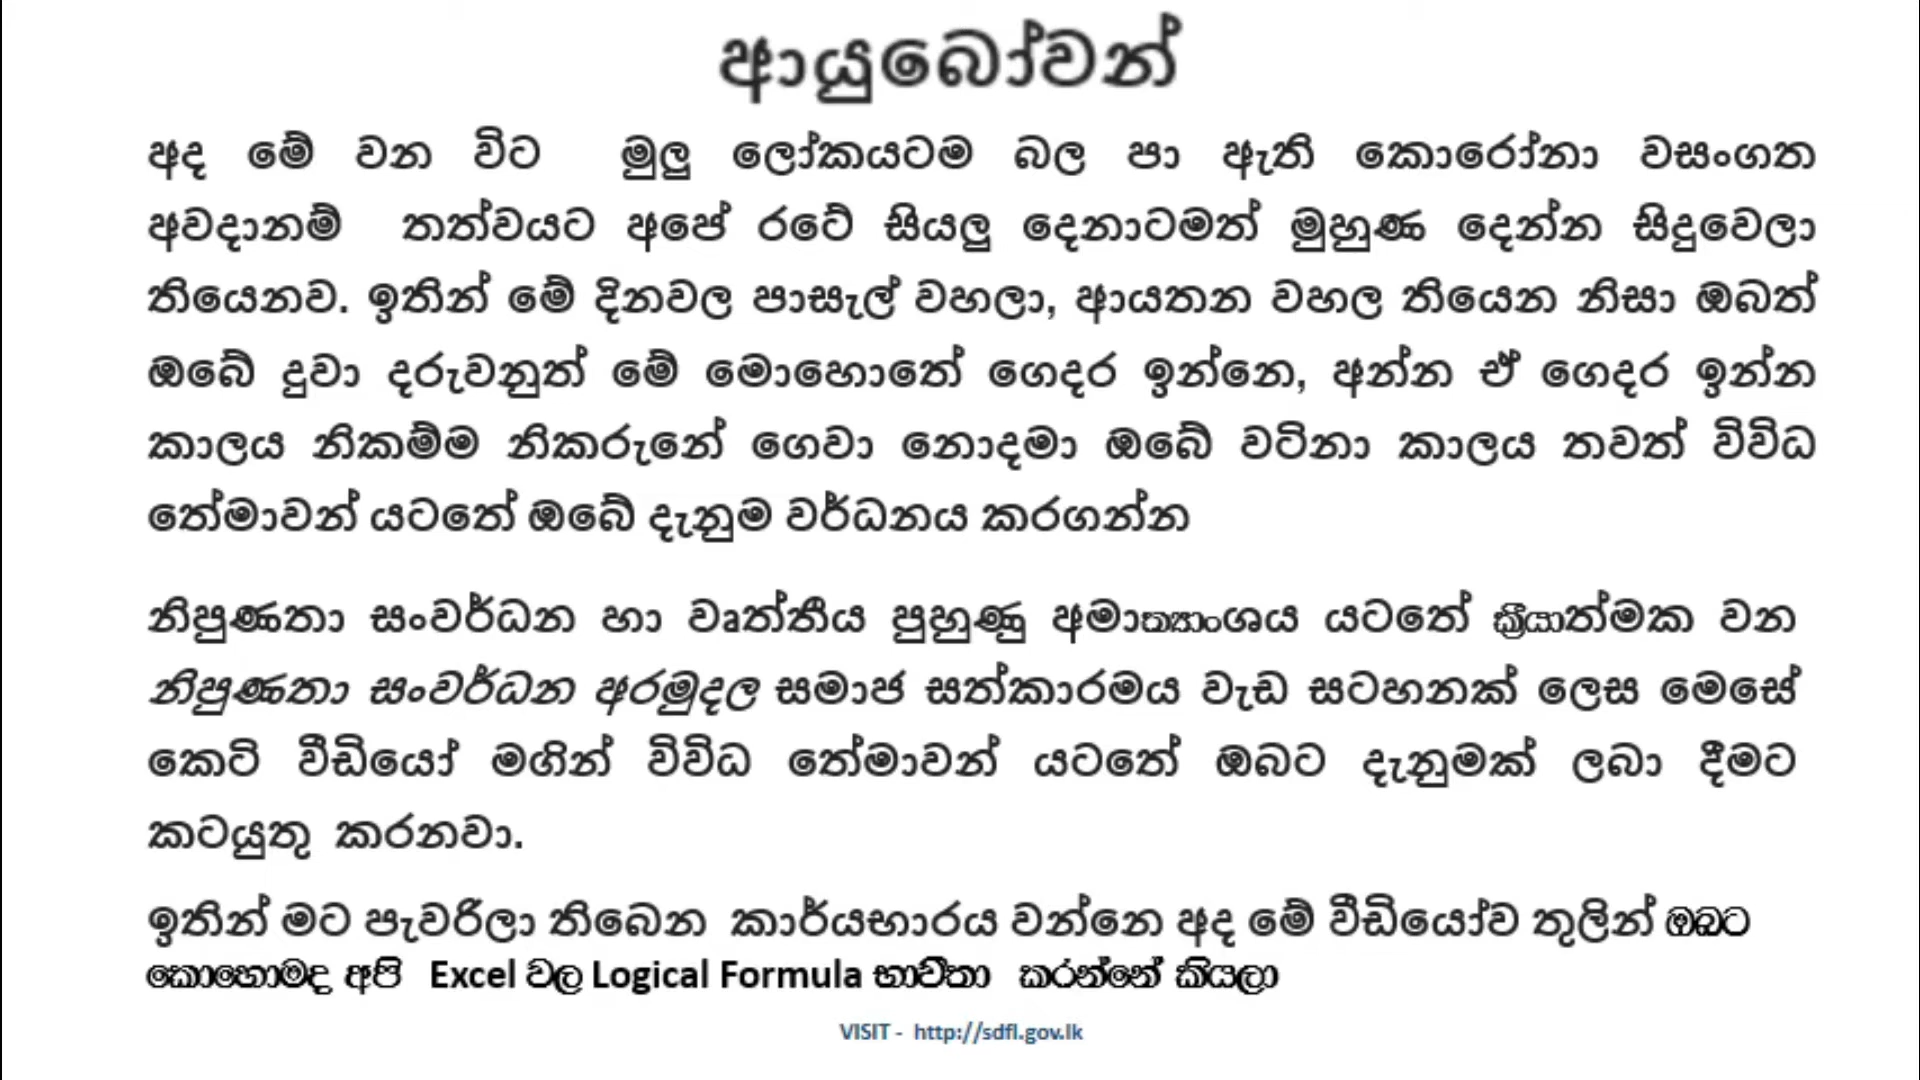 ආයුබෝවන්
අද මේ වන විට මුලු ලෝකයටම බල පා ඇති කොරෝනා වසංගත
අවදානම් තත්වයට අපේ රටේ සියලු දෙනාටමත් මුහුණ දෙන්න සිදුවෙලා
තියෙනව. ඉතින් මේ දිනවල පාසැල් වහලා, ආයතන වහල තියෙන නිසා ඔබත්
ඔබේ දුවා දරුවනුත් මේ මොහොතේ ගෙදර ඉන්නෙ, අන්න ඒ ගෙදර ඉන්න
කාලය නිකම්ම නිකරුනේ ගෙවා නොදමා ඔබේ වටිනා කාලය තවත් විවිධ
තේමාවන් යටතේ ඔබේ දැනුම වර්ධනය කරගන්න
නිපුණතා සංවර්ධන හා වෘත්තීය පුහුණු අමාත්‍යාංශය යටතේ ක්‍රීයාත්මක වන
නිපුණතා සංවර්ධන අරමුදල සමාජ සත්කාරමය වැඩ සටහනක් ලෙස මෙසේ
කෙටි වීඩියෝ මගින් විවිධ තේමාවන් යටතේ ඔබට දැනුමක් ලබා දීමට
කටයුතු කරනවා.
ඉතින් මට පැවරිලා තිබෙන කාර්යභාරය වන්නෙ අද මේ වීඩියෝව තුලින් ඔබට
කොහොමද අපි Excel වල Logical Formula භාවිතා කරන්නේ කියලා
VISIT - http://sdfl.gov.lk